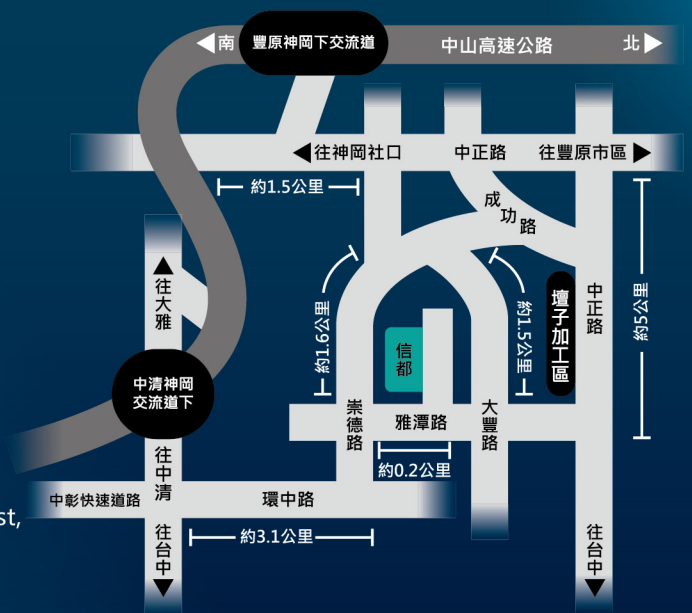 南
豐原神岡下交流道
中山高速公路
北
往神岡社口
中正路
往豐原市區
約1.5公里
成功路
往大雅
約1.6公里
信都
約1.5公里
壇子加工區
中正路
約5公里
中清神岡
交流道下
崇德路
雅潭路
大豐路
約0.2公里
往中清
中彰快速道路
環中路
st,
往台中
約3.1公里
往台中